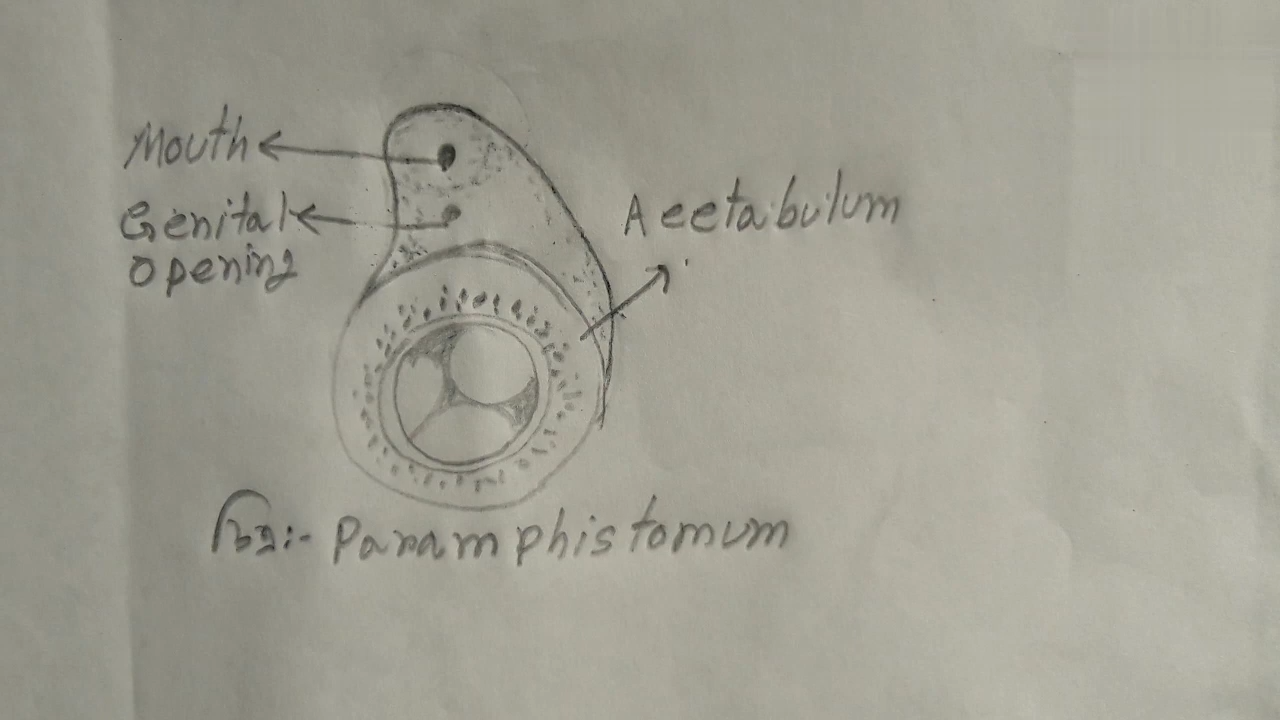 Mouth
Genital
opening
Acetabulum
চিত্র:- Paramphistomum